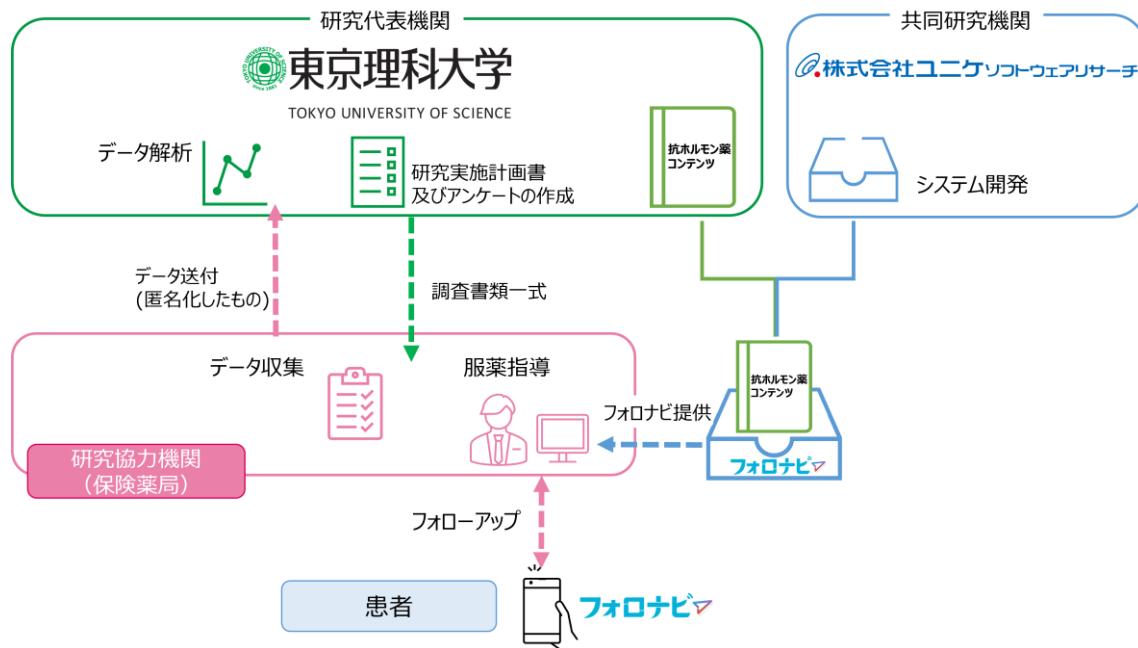 研究代表機関
東京理科大学
TOKYO UNIVERSITY OF SCIENCE
データ解析
研究実施計画書
及びアンケートの作成
抗ホルモン薬
コンテンツ
共同研究機関
株式会社ユニケソフトウェアリサーチ
システム開発
データ送付
(匿名化したもの)
調査書類一式
データ収集
服薬指導
フォロナビ提供
抗ホルモン薬
コンテンツ
フォロナビ
研究協力機関
(保険薬局)
フォローアップ
患者
フォロナビ